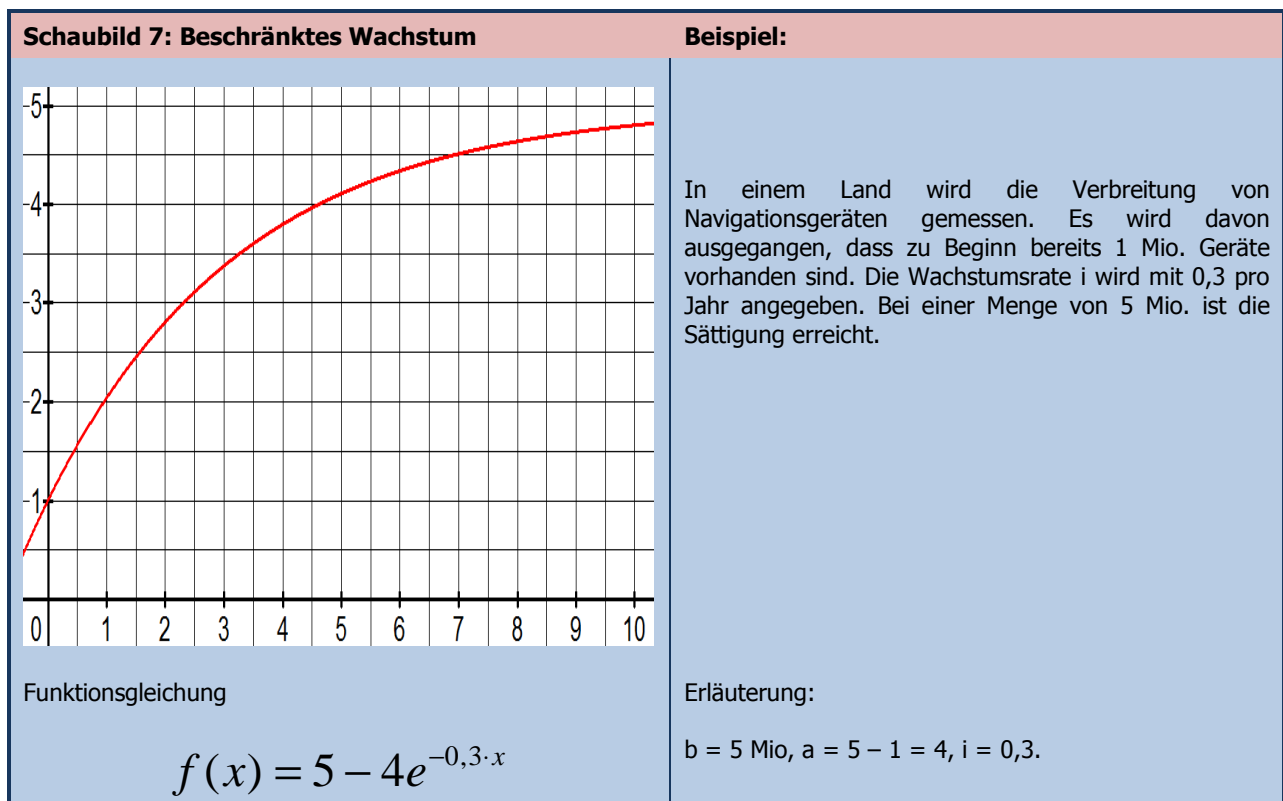 Schaubild 7: Beschränktes Wachstum
Beispiel:
5
4
3
2
1
0 1 2 3 4 5 6 7 8 9 10
In einem Land wird die Verbreitung von
Navigationsgeräten gemessen. Es wird davon
ausgegangen, dass zu Beginn bereits 1 Mio. Geräte
vorhanden sind. Die Wachstumsrate i wird mit 0,3 pro
Jahr angegeben. Bei einer Menge von 5 Mio. ist die
Sättigung erreicht.
Funktionsgleichung
f(x) = 5 – 4e^{–0,3·x}
Erläuterung:
b = 5 Mio, a = 5 – 1 = 4, i = 0,3.